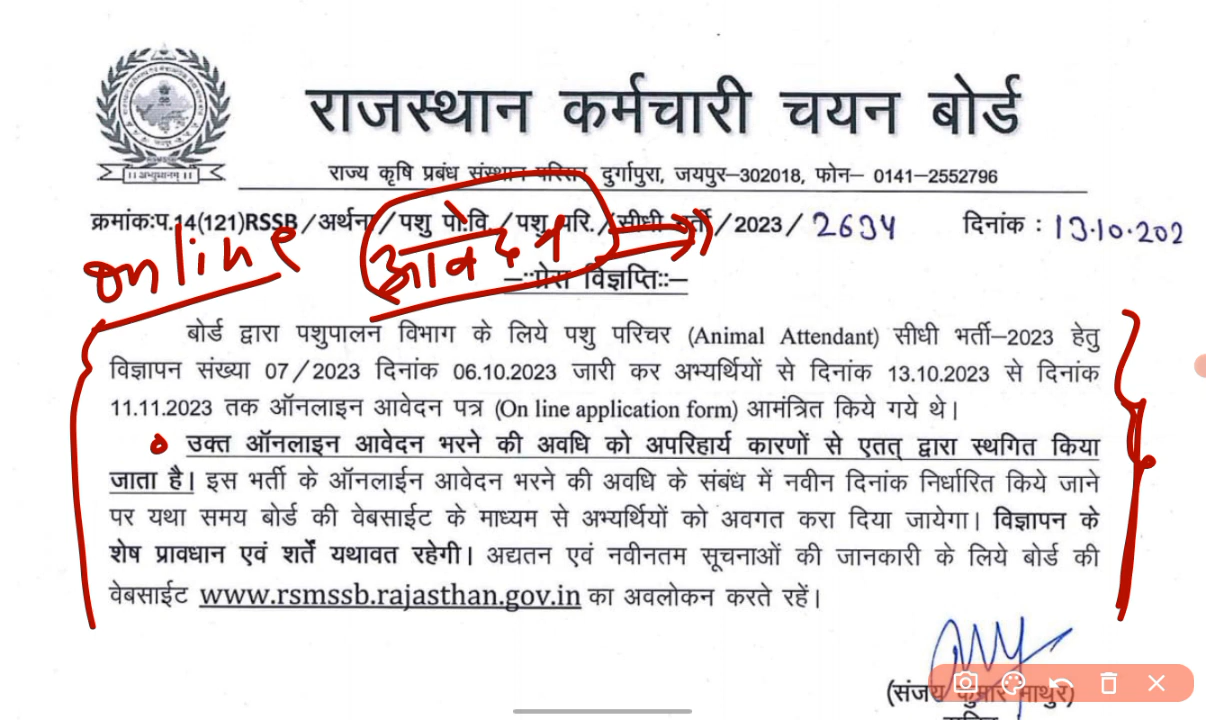 ।। अभ्युत्थानम् ।।
राजस्थान कर्मचारी चयन बोर्ड
राज्य कृषि प्रबंध संस्थान परिसर, दुर्गापुरा, जयपुर–302018, फोन– 0141–2552796
क्रमांक:प.14(121)RSSB/अर्थना/पशु पो.वि./पशु.परि./सीधी भर्ती/2023/ 2634 दिनांक : 13.10.202
online आवेदन
–::प्रेस विज्ञप्ति::–
बोर्ड द्वारा पशुपालन विभाग के लिये पशु परिचर (Animal Attendant) सीधी भर्ती–2023 हेतु
विज्ञापन संख्या 07/2023 दिनांक 06.10.2023 जारी कर अभ्यर्थियों से दिनांक 13.10.2023 से दिनांक
11.11.2023 तक ऑनलाइन आवेदन पत्र (On line application form) आमंत्रित किये गये थे।
उक्त ऑनलाइन आवेदन भरने की अवधि को अपरिहार्य कारणों से एतत् द्वारा स्थगित किया
जाता है। इस भर्ती के ऑनलाईन आवेदन भरने की अवधि के संबंध में नवीन दिनांक निर्धारित किये जाने
पर यथा समय बोर्ड की वेबसाईट के माध्यम से अभ्यर्थियों को अवगत करा दिया जायेगा। विज्ञापन के
शेष प्रावधान एवं शर्तें यथावत रहेगी। अद्यतन एवं नवीनतम सूचनाओं की जानकारी के लिये बोर्ड की
वेबसाईट www.rsmssb.rajasthan.gov.in का अवलोकन करते रहें।
(संजय कुमार माथुर)